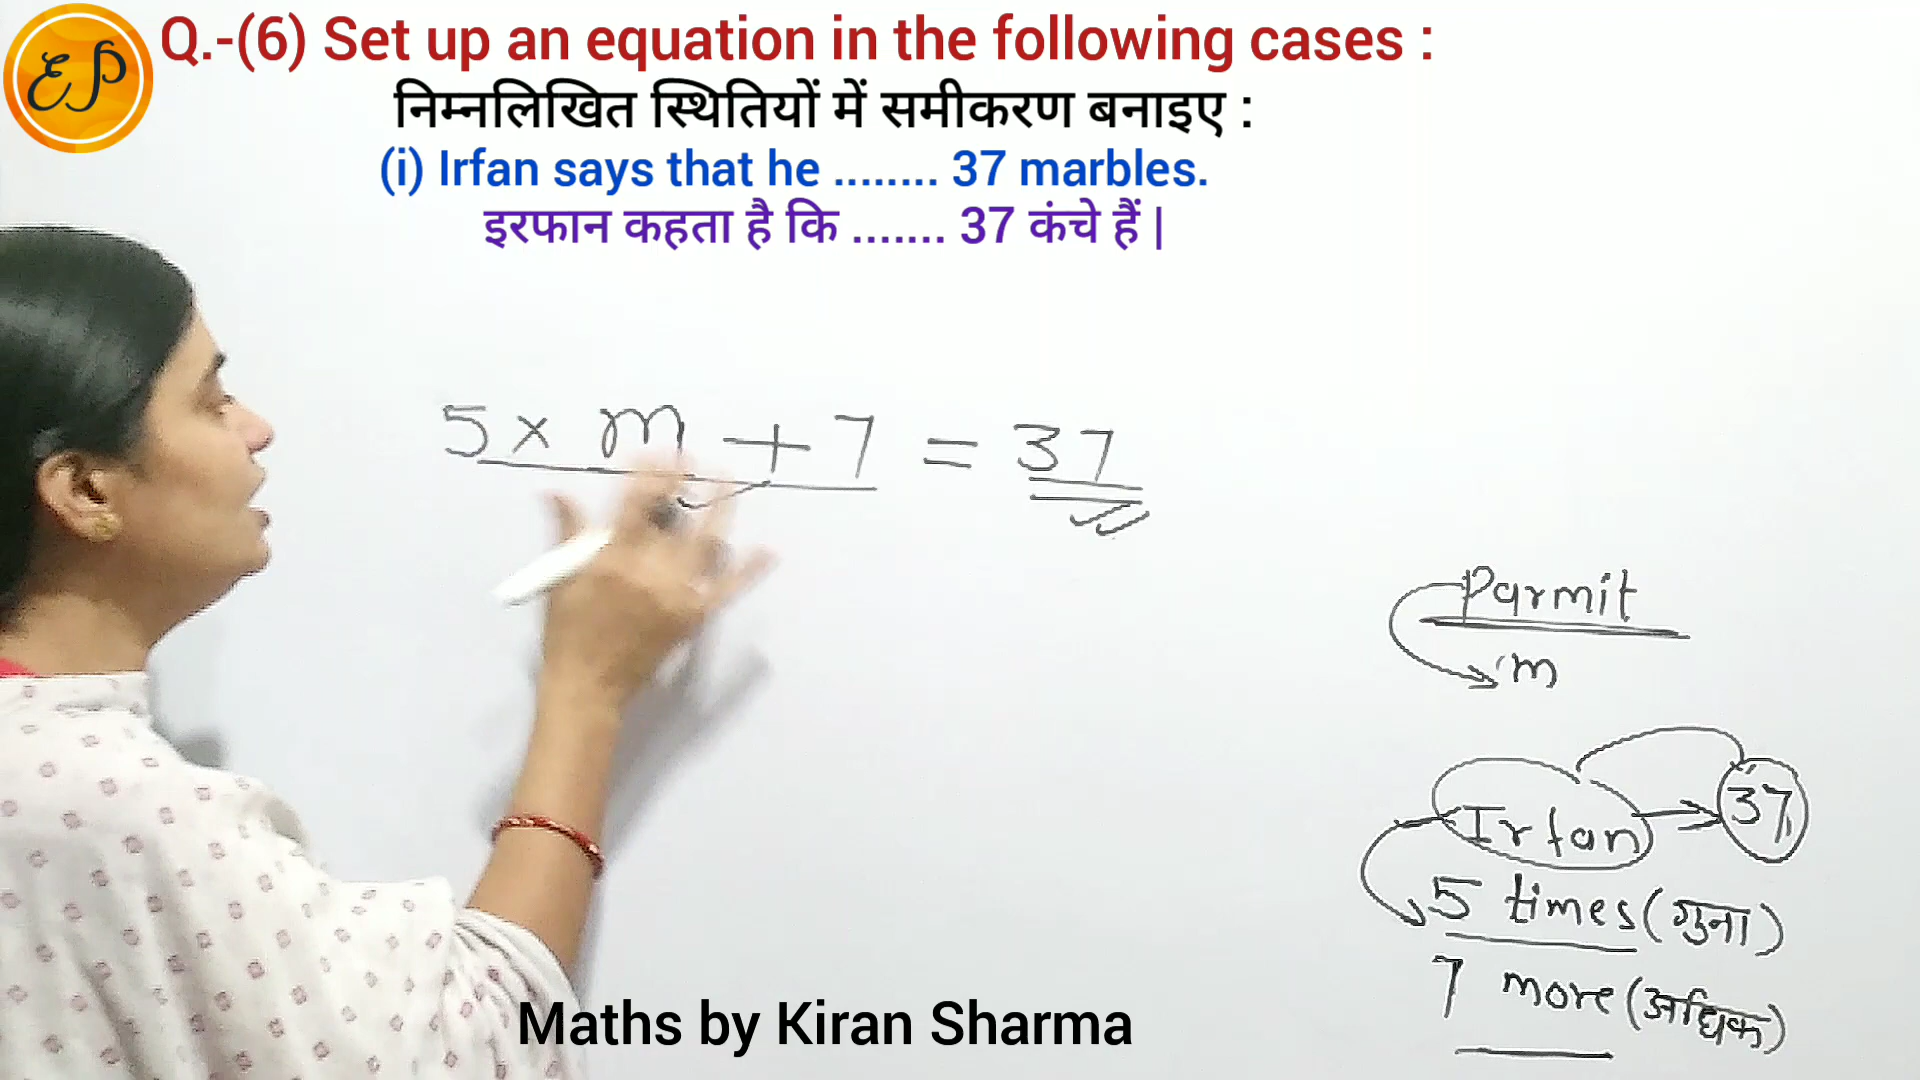 EP
Q.-(6) Set up an equation in the following cases :
निम्नलिखित स्थितियों में समीकरण बनाइए :
(i) Irfan says that he ........ 37 marbles.
इरफान कहता है कि ....... 37 कंचे हैं |
5 × m + 7 = 37
Parmit
m
Irfan 37
5 times (गुना)
7 more (अधिक)
Maths by Kiran Sharma